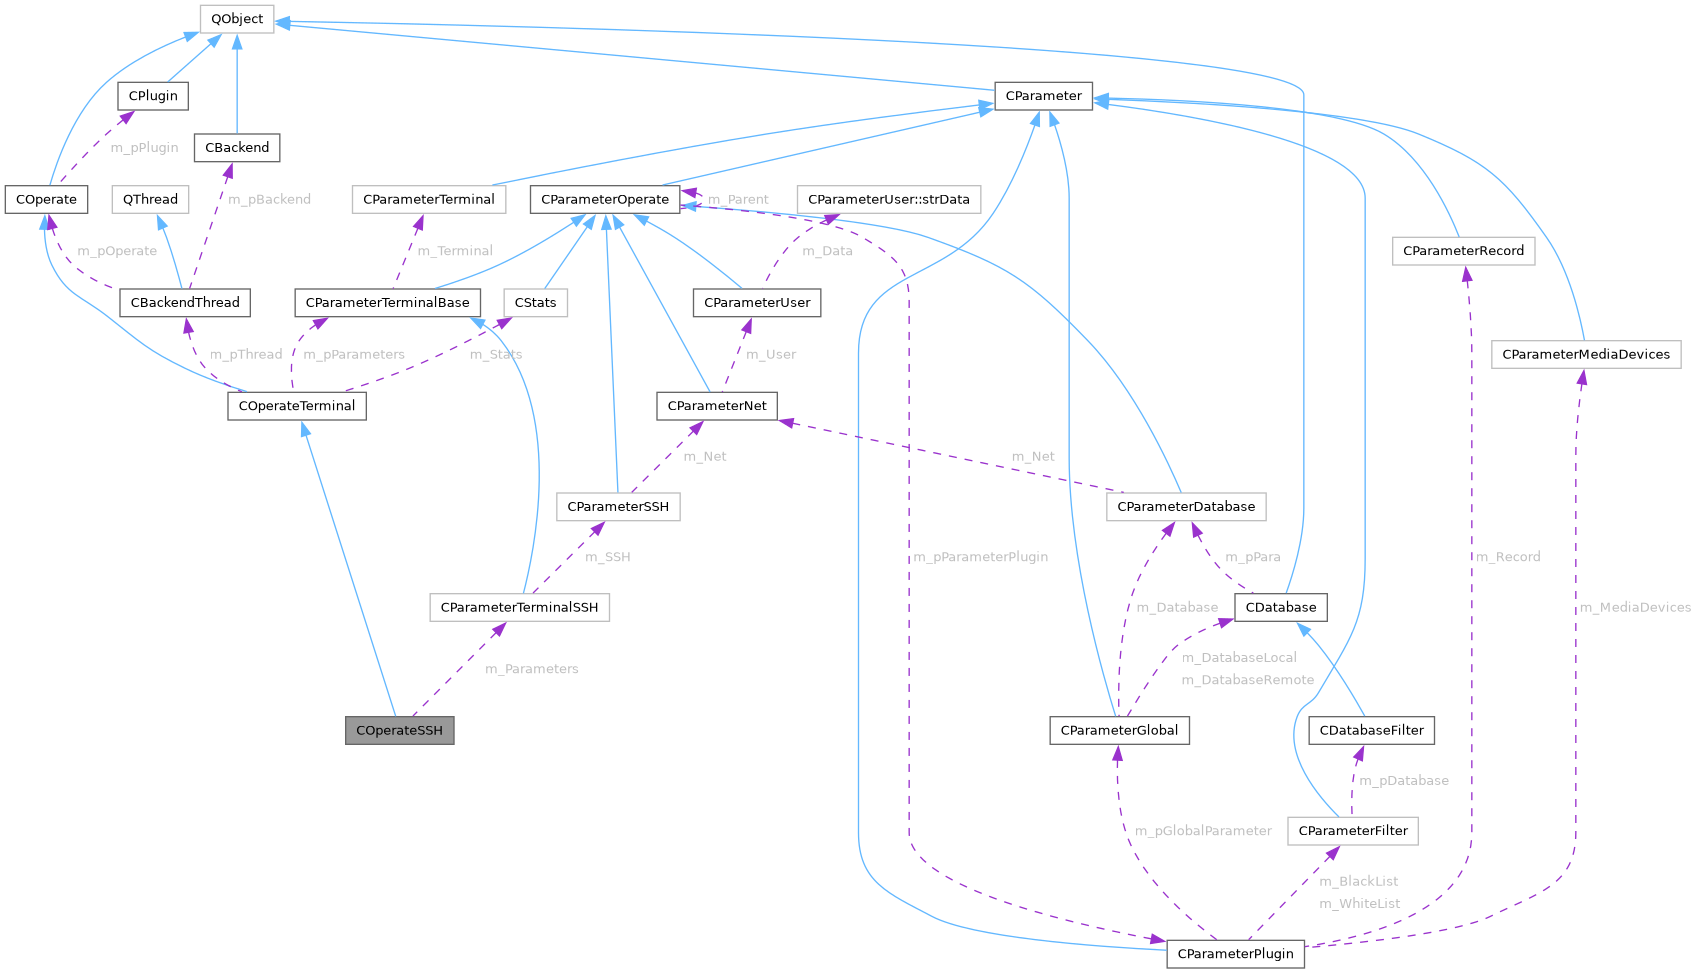 QObject
CPlugin
CParameter
m_pPlugin
CBackend
COperate
QThread
m_pBackend
CParameterTerminal
CParameterOperate
m_Parent
CParameterUser::strData
m_pOperate
m_Terminal
m_Data
CParameterRecord
CBackendThread
CParameterTerminalBase
CStats
CParameterUser
m_pThread
m_pParameters
m_Stats
m_User
CParameterMediaDevices
COperateTerminal
CParameterNet
m_Net
m_Net
CParameterSSH
CParameterDatabase
m_SSH
m_pParameterPlugin
m_pPara
m_Record
CParameterTerminalSSH
m_Database
CDatabase
m_MediaDevices
m_Parameters
m_DatabaseLocal
m_DatabaseRemote
COperateSSH
CParameterGlobal
CDatabaseFilter
m_pDatabase
m_pGlobalParameter
CParameterFilter
m_BlackList
m_WhiteList
CParameterPlugin